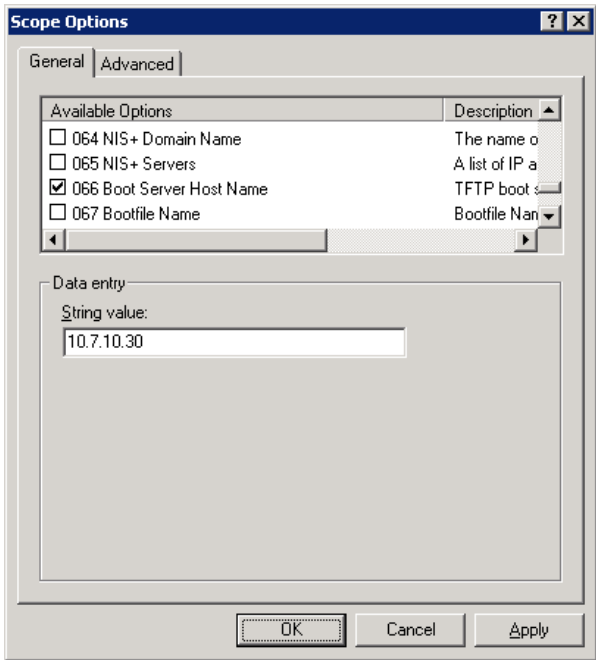 Scope Options
General Advanced
Available Options Description
064 NIS+ Domain Name The name o
065 NIS+ Servers A list of IP a
066 Boot Server Host Name TFTP boot s
067 Bootfile Name Bootfile Nan
Data entry
String value:
10.7.10.30
OK Cancel Apply